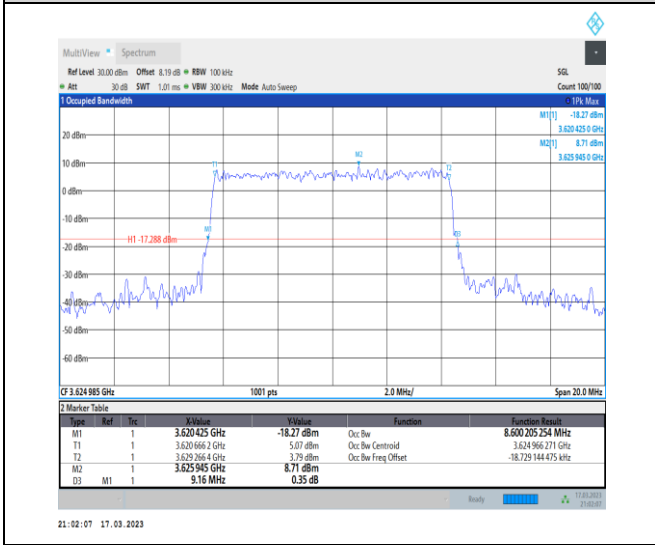 MultiView Spectrum
Ref Level 30.00 dBm Offset 8.19 dB RBW 100 kHz SGL
Att 30 dB SWT 1.01 ms VBW 300 kHz Mode Auto Sweep Count 100/100
1 Occupied Bandwidth 1Pk Max
M1[1] -18.27 dBm
3.620 425 0 GHz
20 dBm
M2[1] 8.71 dBm
3.625 945 0 GHz
M2
T1
T2
10 dBm
0 dBm
-10 dBm
M1
H1 -17.288 dBm
D3
-20 dBm
-30 dBm
-40 dBm
-50 dBm
-60 dBm
CF 3.624 985 GHz 1001 pts 2.0 MHz/ Span 20.0 MHz
2 Marker Table
Type Ref Trc X-Value Y-Value Function Function Result
M1 1 3.620 425 GHz -18.27 dBm Occ Bw 8.600 205 254 MHz
T1 1 3.620 666 2 GHz 5.07 dBm Occ Bw Centroid 3.624 966 271 GHz
T2 1 3.629 266 4 GHz 3.79 dBm Occ Bw Freq Offset -18.729 144 475 kHz
M2 1 3.625 945 GHz 8.71 dBm
D3 M1 1 9.16 MHz 0.35 dB
Ready 17.03.2023
21:02:07
21:02:07 17.03.2023